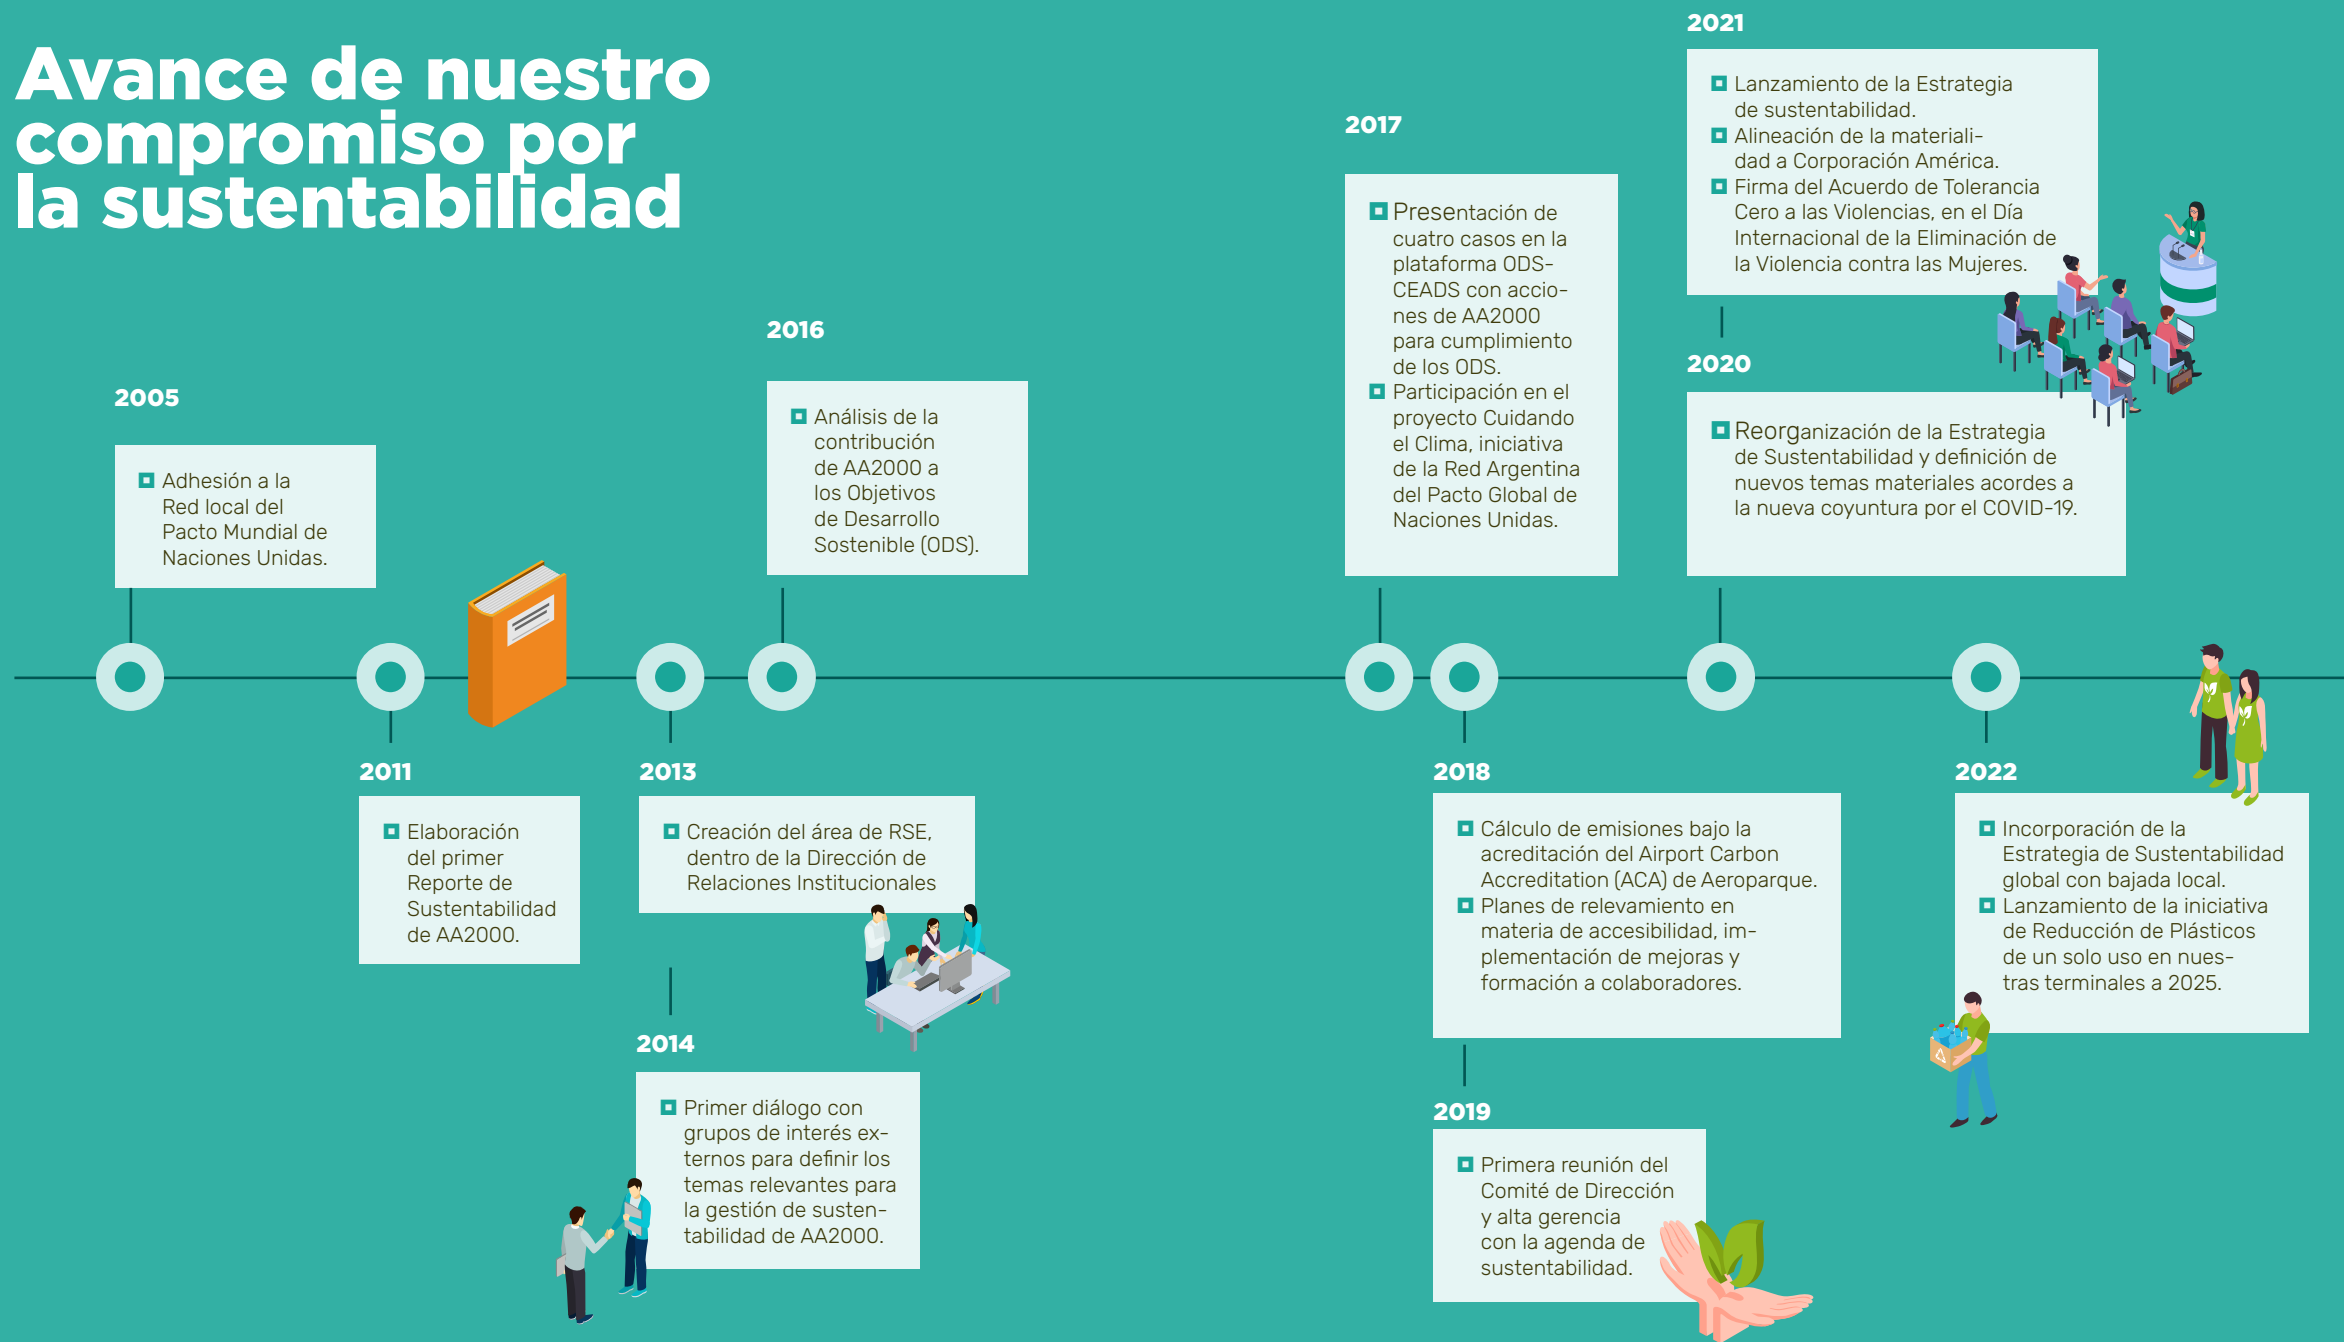 Avance de nuestro
compromiso por
la sustentabilidad
2005
Adhesión a la
Red local del
Pacto Mundial de
Naciones Unidas.
2011
Elaboración
del primer
Reporte de
Sustentabilidad
de AA2000.
2013
Creación del área de RSE,
dentro de la Dirección de
Relaciones Institucionales
2014
Primer diálogo con
grupos de interés ex-
ternos para definir los
temas relevantes para
la gestión de susten-
tabilidad de AA2000.
2016
Análisis de la
contribución
de AA2000 a
los Objetivos
de Desarrollo
Sostenible (ODS).
2017
Presentación de
cuatro casos en la
plataforma ODS-
CEADS con accio-
nes de AA2000
para cumplimiento
de los ODS.
Participación en el
proyecto Cuidando
el Clima, iniciativa
de la Red Argentina
del Pacto Global de
Naciones Unidas.
2018
Cálculo de emisiones bajo la
acreditación del Airport Carbon
Accreditation (ACA) de Aeroparque.
Planes de relevamiento en
materia de accesibilidad, im-
plementación de mejoras y
formación a colaboradores.
2019
Primera reunión del
Comité de Dirección
y alta gerencia
con la agenda de
sustentabilidad.
2021
Lanzamiento de la Estrategia
de sustentabilidad.
Alineación de la materiali-
dad a Corporación América.
Firma del Acuerdo de Tolerancia
Cero a las Violencias, en el Día
Internacional de la Eliminación de
la Violencia contra las Mujeres.
2020
Reorganización de la Estrategia
de Sustentabilidad y definición de
nuevos temas materiales acordes a
la nueva coyuntura por el COVID-19.
2022
Incorporación de la
Estrategia de Sustentabilidad
global con bajada local.
Lanzamiento de la iniciativa
de Reducción de Plásticos
de un solo uso en nues-
tras terminales a 2025.